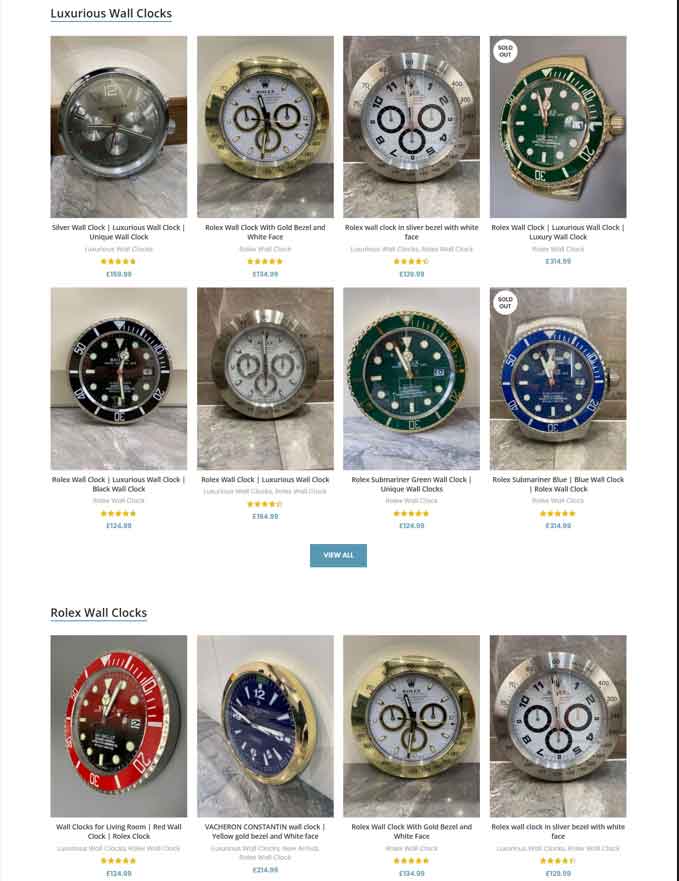 Luxurious Wall Clocks
SOLD
OUT
Silver Wall Clock | Luxurious Wall Clock |
Unique Wall Clock
Luxurious Wall Clocks
£159.99
Rolex Wall Clock With Gold Bezel and
White Face
Rolex Wall Clock
£134.99
Rolex wall clock in sliver bezel with white
face
Luxurious Wall Clocks, Rolex Wall Clock
£129.99
Rolex Wall Clock | Luxurious Wall Clock |
Luxury Wall Clock
Rolex Wall Clock
£314.99
SOLD
OUT
Rolex Wall Clock | Luxurious Wall Clock |
Black Wall Clock
Rolex Wall Clock
£124.99
Rolex Wall Clock | Luxurious Wall Clock
Luxurious Wall Clocks, Rolex Wall Clock
£164.99
Rolex Submariner Green Wall Clock |
Unique Wall Clocks
Rolex Wall Clock
£124.99
Rolex Submariner Blue | Blue Wall Clock
| Rolex Wall Clock
Rolex Wall Clock
£314.99
VIEW ALL
Rolex Wall Clocks
Wall Clocks for Living Room | Red Wall
Clock | Rolex Clock
Luxurious Wall Clocks, Rolex Wall Clock
£124.99
VACHERON CONSTANTIN wall clock |
Yellow gold bezel and White face
Luxurious Wall Clocks, New Arrival,
Rolex Wall Clock
£214.99
Rolex Wall Clock With Gold Bezel and
White Face
Rolex Wall Clock
£134.99
Rolex wall clock in sliver bezel with white
face
Luxurious Wall Clocks, Rolex Wall Clock
£129.99